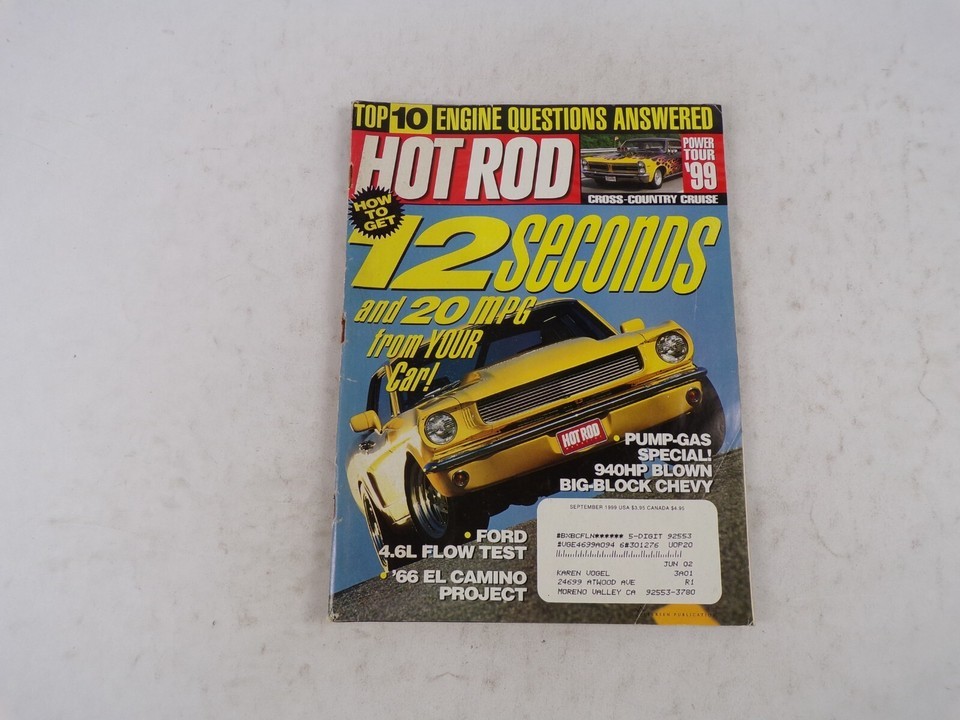 TOP 10 ENGINE QUESTIONS ANSWERED
HOT ROD
POWER
TOUR
'99
CROSS-COUNTRY CRUISE
HOW TO GET
12 SECONDS
and 20 MPG
from YOUR
Car!
HOT ROD
• PUMP-GAS
SPECIAL!
940HP BLOWN
BIG-BLOCK CHEVY
• FORD
4.6L FLOW TEST
• '66 EL CAMINO
PROJECT
SEPTEMBER 1999 USA $3.95 CANADA $4.95
#BXBCFLN****** 5-DIGIT 92553
#VGE4699A094 6#301276 UOP20
JUN 02
KAREN VOGEL 3A01
24699 ATWOOD AVE R1
MORENO VALLEY CA 92553-3780